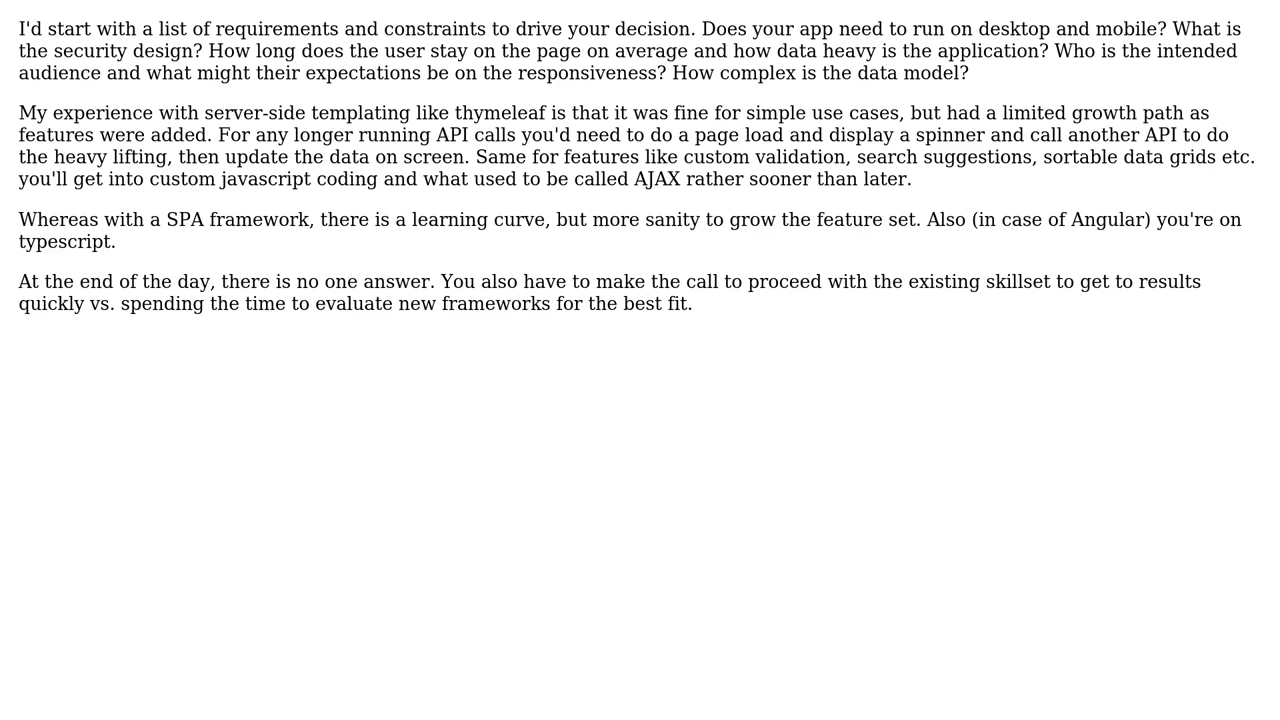 I'd start with a list of requirements and constraints to drive your decision. Does your app need to run on desktop and mobile? What is
the security design? How long does the user stay on the page on average and how data heavy is the application? Who is the intended
audience and what might their expectations be on the responsiveness? How complex is the data model?
My experience with server-side templating like thymeleaf is that it was fine for simple use cases, but had a limited growth path as
features were added. For any longer running API calls you'd need to do a page load and display a spinner and call another API to do
the heavy lifting, then update the data on screen. Same for features like custom validation, search suggestions, sortable data grids etc.
you'll get into custom javascript coding and what used to be called AJAX rather sooner than later.
Whereas with a SPA framework, there is a learning curve, but more sanity to grow the feature set. Also (in case of Angular) you're on
typescript.
At the end of the day, there is no one answer. You also have to make the call to proceed with the existing skillset to get to results
quickly vs. spending the time to evaluate new frameworks for the best fit.